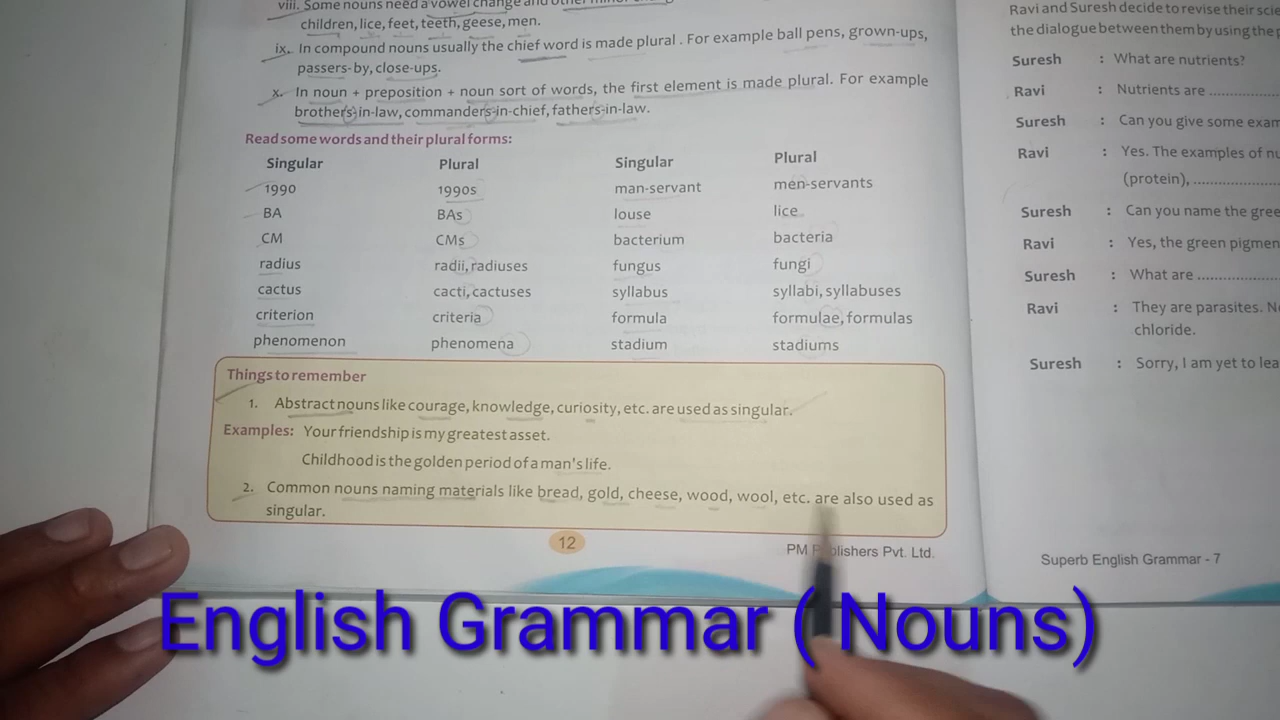 viii. Some nouns need a vowel change and other minor
children, lice, feet, teeth, geese, men.
ix. In compound nouns usually the chief word is made plural . For example ball pens, grown-ups,
passers-by, close-ups.
x. In noun + preposition + noun sort of words, the first element is made plural. For example
brothers-in-law, commanders-in-chief, fathers-in-law.
Read some words and their plural forms:
Singular Plural Singular Plural
1990 1990s man-servant men-servants
BA BAs louse lice
CM CMs bacterium bacteria
radius radii, radiuses fungus fungi
cactus cacti, cactuses syllabus syllabi, syllabuses
criterion criteria formula formulae, formulas
phenomenon phenomena stadium stadiums
Things to remember
1. Abstract nouns like courage, knowledge, curiosity, etc. are used as singular.
Examples: Your friendship is my greatest asset.
Childhood is the golden period of a man's life.
2. Common nouns naming materials like bread, gold, cheese, wood, wool, etc. are also used as
singular.
12
PM Publishers Pvt. Ltd.
Ravi and Suresh decide to revise their
the dialogue between them by using the
Suresh : What are nutrients?
Ravi : Nutrients are ..............
Suresh : Can you give some
Ravi : Yes. The examples of
(protein), ..................
Suresh : Can you name the
Ravi : Yes, the green
Suresh : What are ..................
Ravi : They are parasites.
chloride.
Suresh : Sorry, I am yet to
Superb English Grammar - 7
English Grammar ( Nouns)